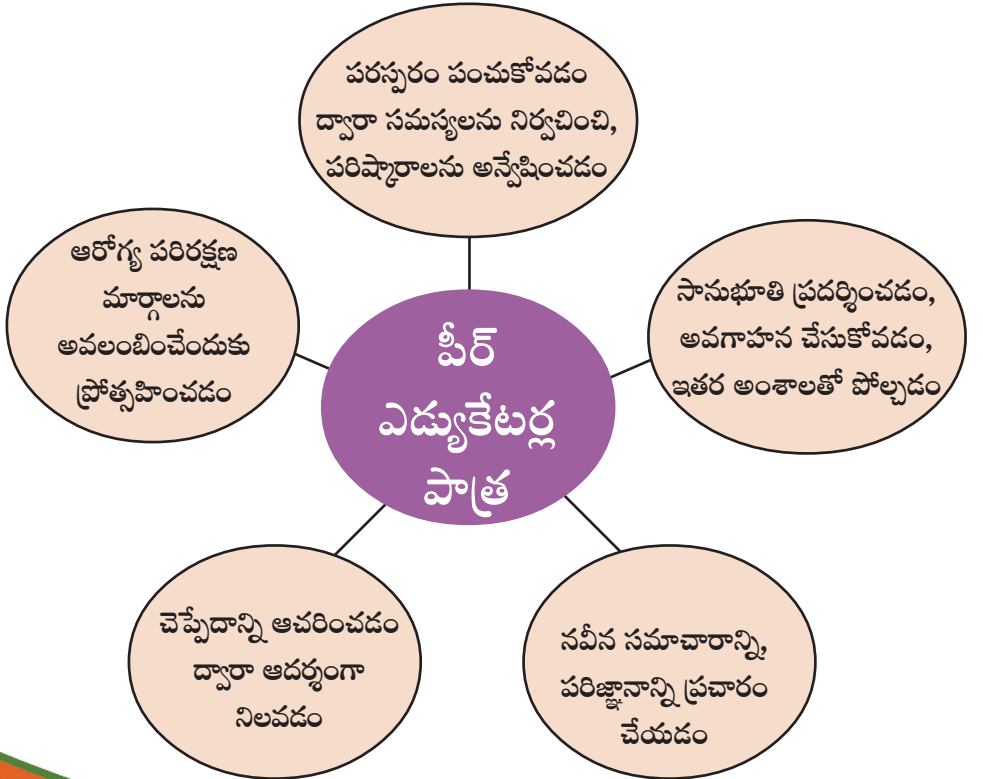 పరస్పరం పంచుకోవడం
ద్వారా సమస్యలను నిర్వచించి,
పరిష్కారాలను అన్వేషించడం
ఆరోగ్య పరిరక్షణ
మార్గాలను
అవలంబించేందుకు
ప్రోత్సహించడం
సానుభూతి ప్రదర్శించడం,
అవగాహన చేసుకోవడం,
ఇతర అంశాలతో పోల్చడం
పీర్
ఎడ్యుకేటర్ల
పాత్ర
చెప్పేదాన్ని ఆచరించడం
ద్వారా ఆదర్శంగా
నిలవడం
నవీన సమాచారాన్ని,
పరిజ్ఞానాన్ని ప్రచారం
చేయడం